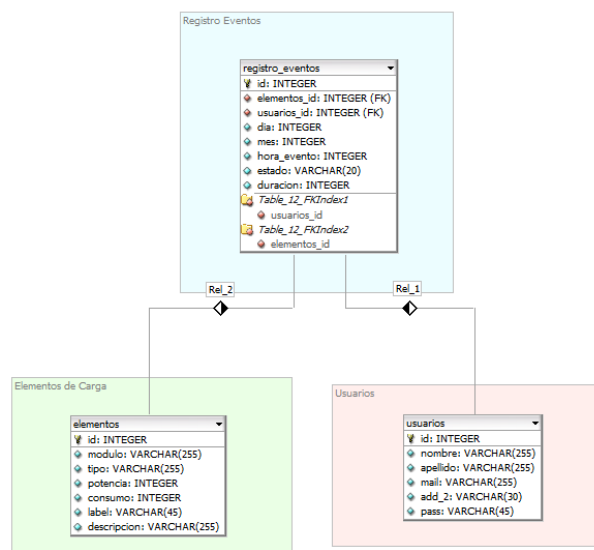 Registro Eventos
registro_eventos
id: INTEGER
elementos_id: INTEGER (FK)
usuarios_id: INTEGER (FK)
dia: INTEGER
mes: INTEGER
hora_evento: INTEGER
estado: VARCHAR(20)
duracion: INTEGER
Table_12_FKIndex1
usuarios_id
Table_12_FKIndex2
elementos_id
Rel_2
Rel_1
Elementos de Carga
elementos
id: INTEGER
modulo: VARCHAR(255)
tipo: VARCHAR(255)
potencia: INTEGER
consumo: INTEGER
label: VARCHAR(45)
descripcion: VARCHAR(255)
Usuarios
usuarios
id: INTEGER
nombre: VARCHAR(255)
apellido: VARCHAR(255)
mail: VARCHAR(255)
add_2: VARCHAR(30)
pass: VARCHAR(45)